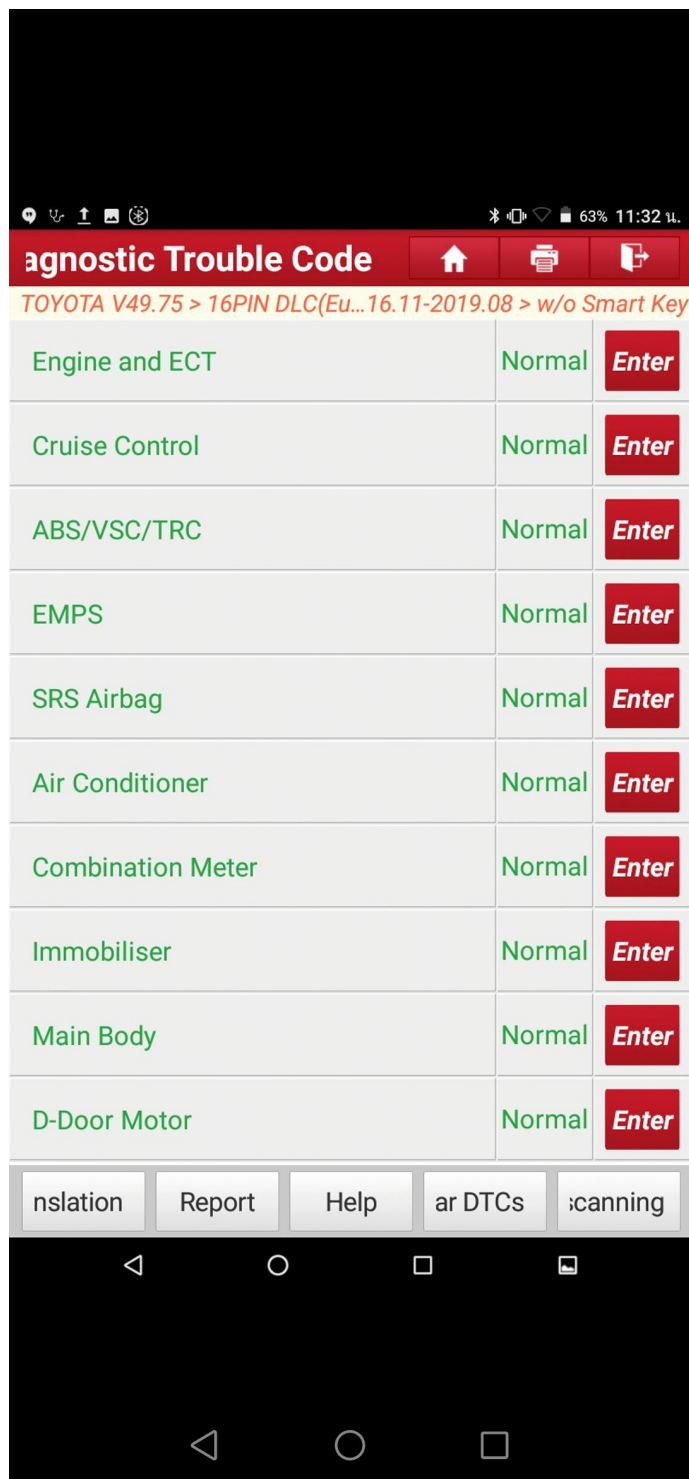 63% 11:32 น.
agnostic Trouble Code
TOYOTA V49.75 > 16PIN DLC(Eu...16.11-2019.08 > w/o Smart Key
Engine and ECT Normal Enter
Cruise Control Normal Enter
ABS/VSC/TRC Normal Enter
EMPS Normal Enter
SRS Airbag Normal Enter
Air Conditioner Normal Enter
Combination Meter Normal Enter
Immobiliser Normal Enter
Main Body Normal Enter
D-Door Motor Normal Enter
nslation Report Help ar DTCs scanning